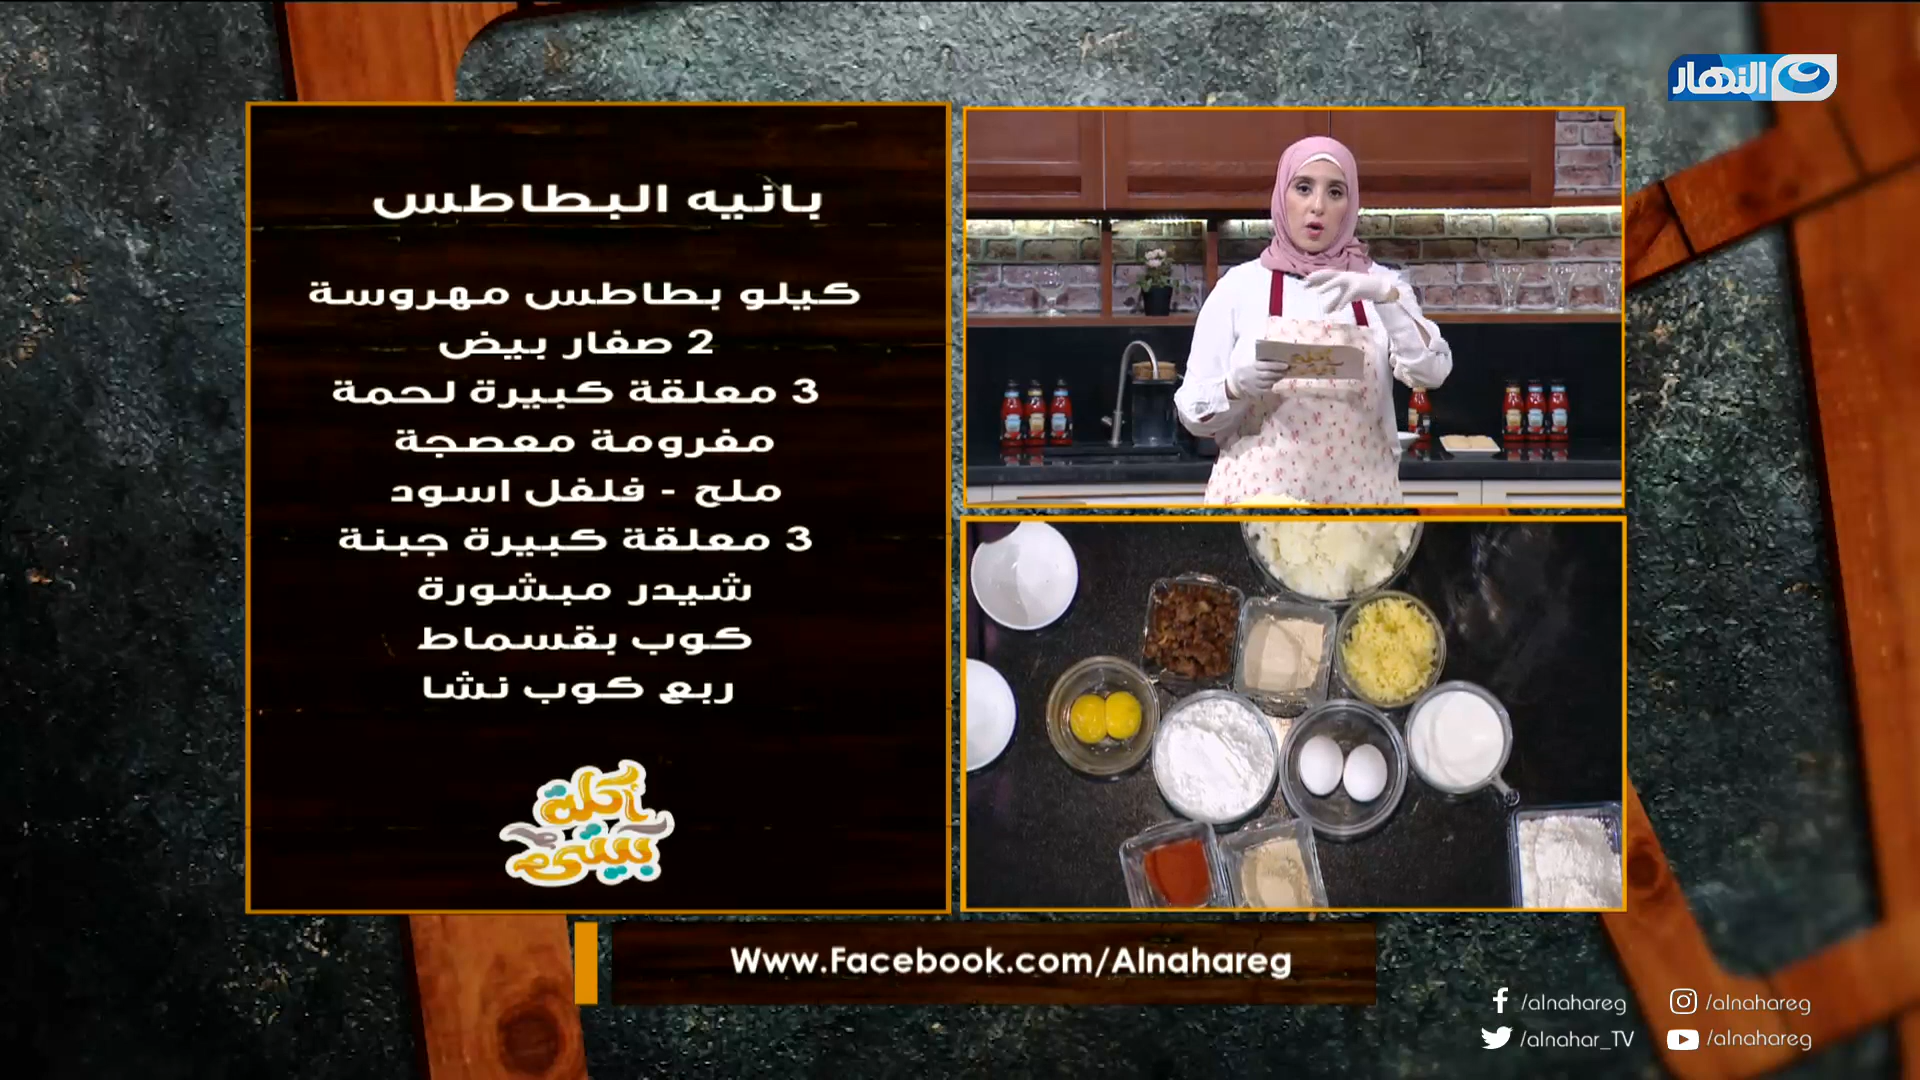 النهار
بانيه البطاطس
كيلو بطاطس مهروسة
2 صفار بيض
3 معلقة كبيرة لحمة
مفرومة معصجة
ملح - فلفل اسود
3 معلقة كبيرة جبنة
شيدر مبشورة
كوب بقسماط
ربع كوب نشا
أكلة
بيتي
Www.Facebook.com/Alnahareg
/alnahareg
/alnahareg
/alnahar_TV
/alnahareg